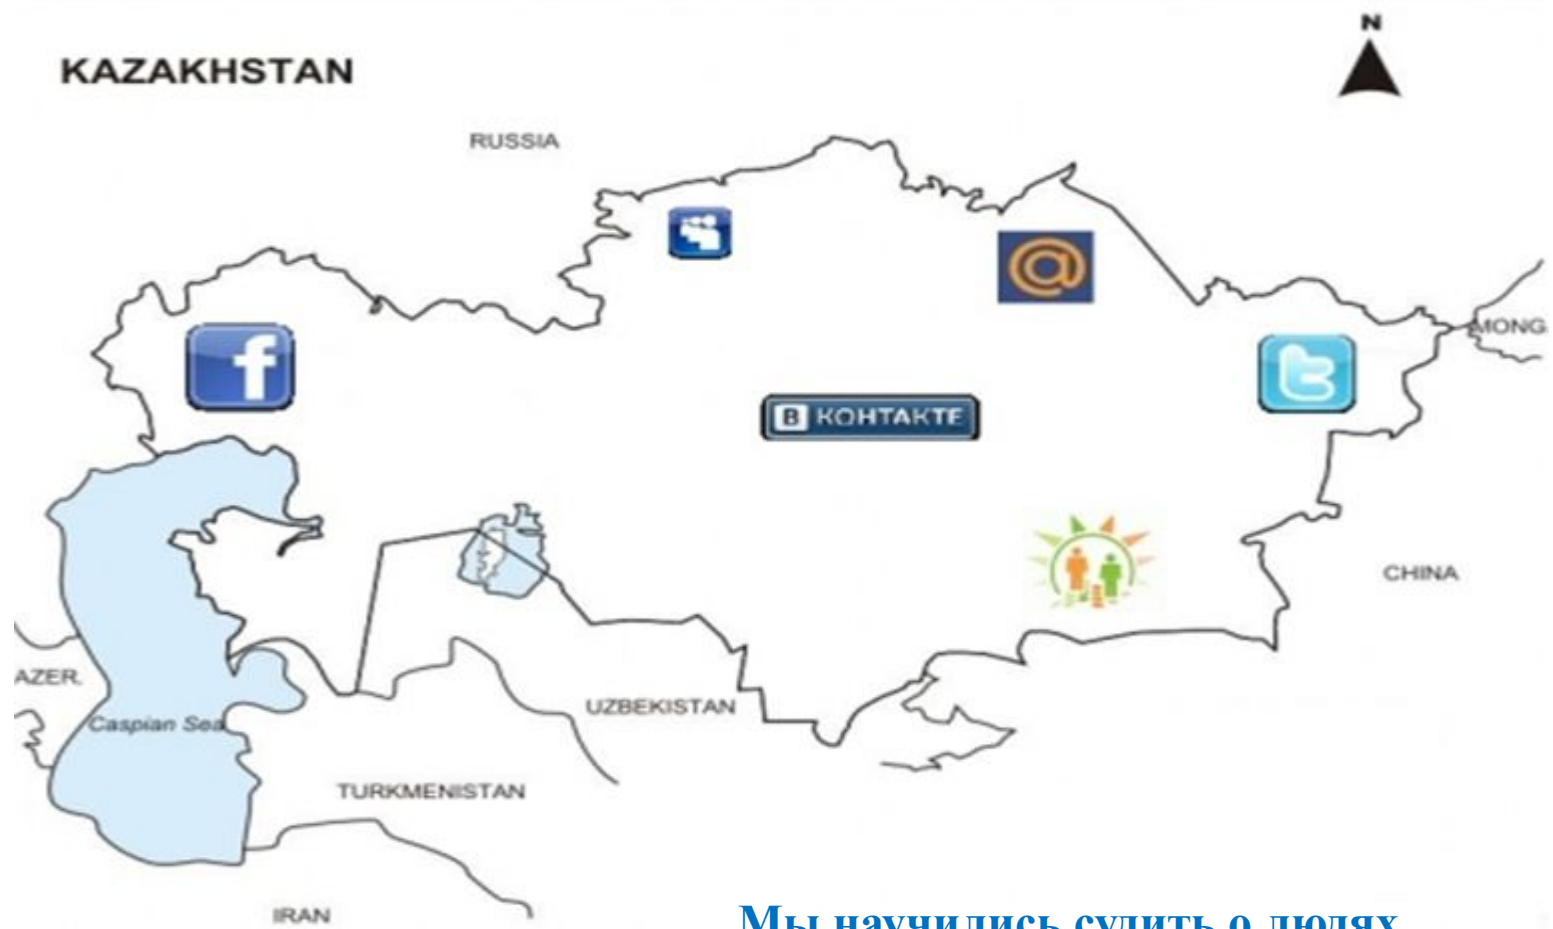 N
KAZAKHSTAN
RUSSIA
MONG
f
t
B КОНТАКТЕ
CHINA
AZER.
UZBEKISTAN
Caspian Sea
TURKMENISTAN
IRAN
Мы научились судить о людях